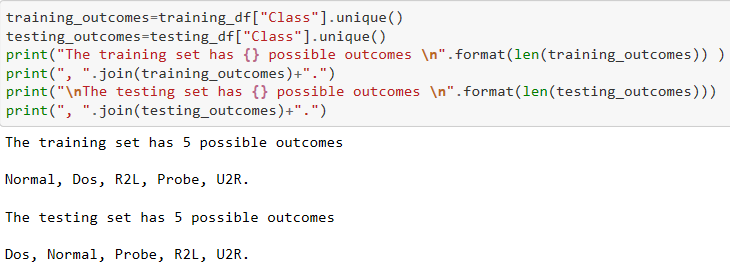 training_outcomes=training_df["Class"].unique()
testing_outcomes=testing_df["Class"].unique()
print("The training set has {} possible outcomes \n".format(len(training_outcomes)) )
print(", ".join(training_outcomes)+".")
print("\nThe testing set has {} possible outcomes \n".format(len(testing_outcomes)))
print(", ".join(testing_outcomes)+".")
The training set has 5 possible outcomes
Normal, Dos, R2L, Probe, U2R.
The testing set has 5 possible outcomes
Dos, Normal, Probe, R2L, U2R.